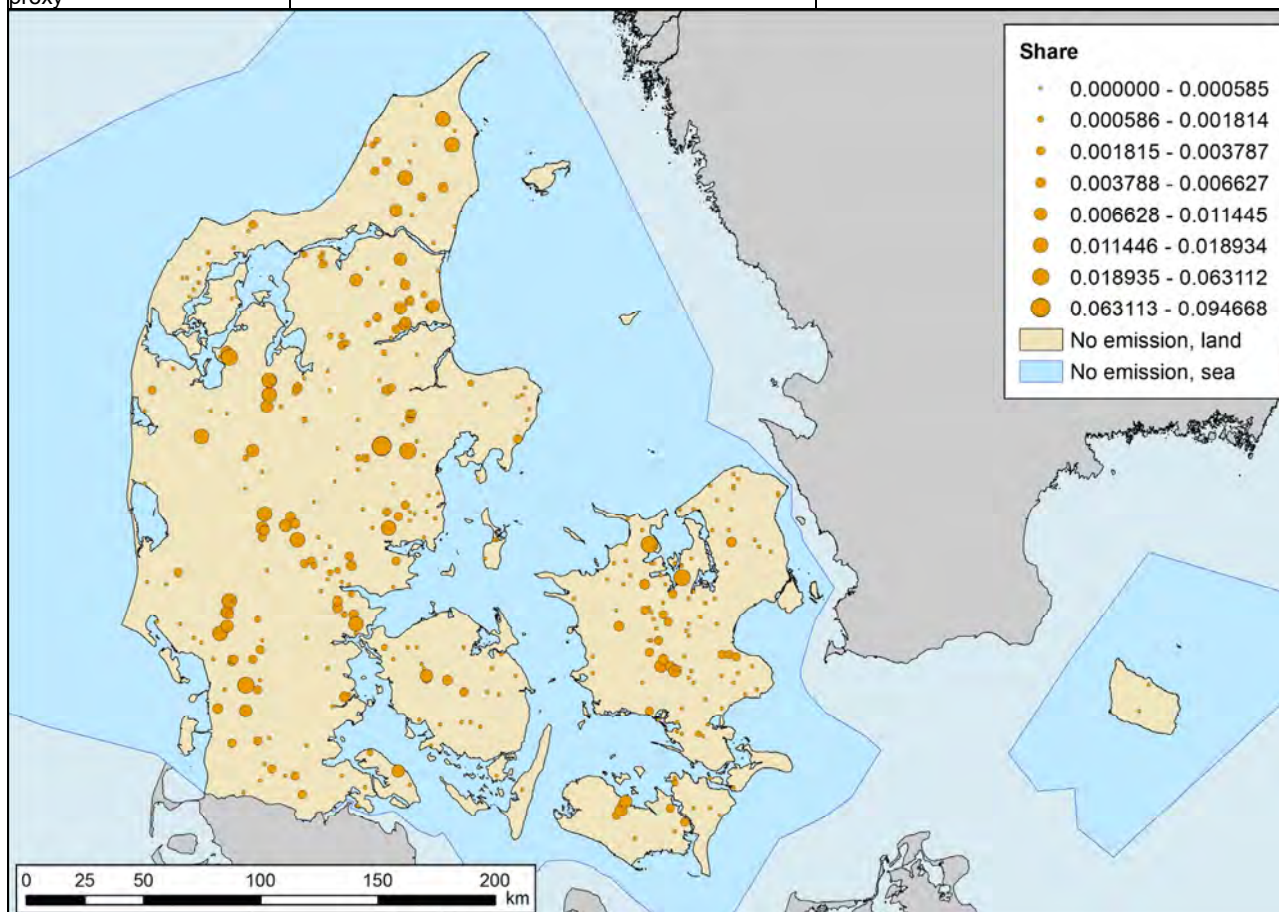 proxy
Share
0.000000 - 0.000585
0.000586 - 0.001814
0.001815 - 0.003787
0.003788 - 0.006627
0.006628 - 0.011445
0.011446 - 0.018934
0.018935 - 0.063112
0.063113 - 0.094668
No emission, land
No emission, sea
0 25 50 100 150 200
km